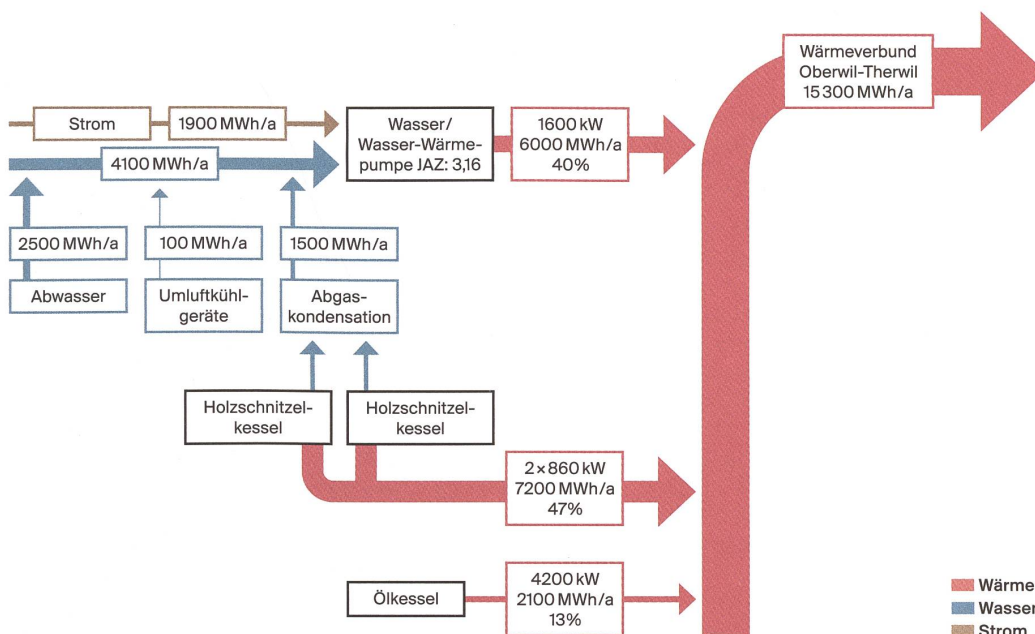 Wärmeverbund
Oberwil-Therwil
15 300 MWh/a
Strom
1900 MWh/a
Wasser/
Wasser-Wärme-
pumpe JAZ: 3,16
1600 kW
6000 MWh/a
40%
4100 MWh/a
2500 MWh/a
100 MWh/a
1500 MWh/a
Abwasser
Umluftkühl-
geräte
Abgas-
kondensation
Holzschnitzel-
kessel
Holzschnitzel-
kessel
2 × 860 kW
7200 MWh/a
47%
Ölkessel
4200 kW
2100 MWh/a
13%
Wärme
Wasser
Strom